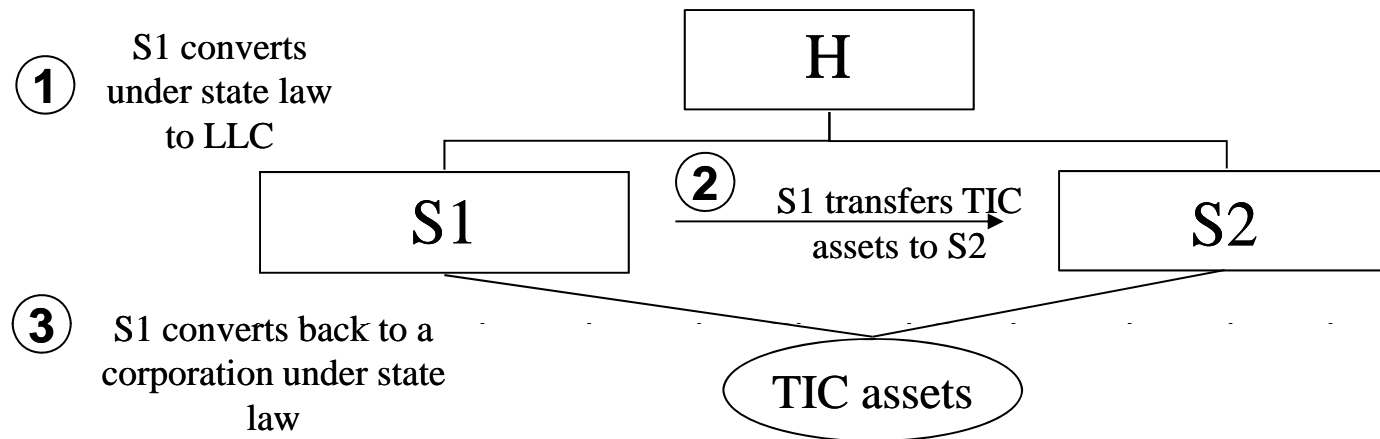 1
S1 converts
under state law
to LLC
H
S1
2
S1 transfers TIC
assets to S2
S2
3
S1 converts back to a
corporation under state
law
TIC assets